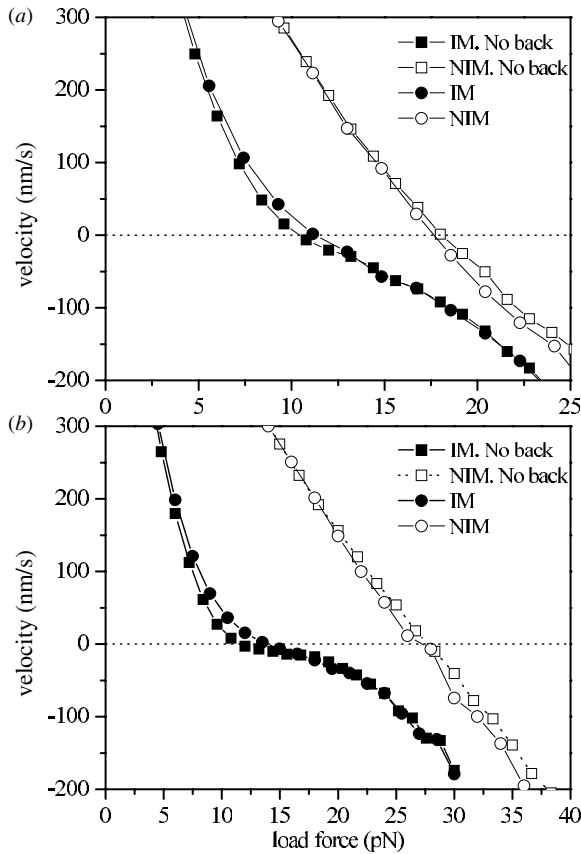 (a)
300
200
100
0
-100
-200
velocity (nm/s)
IM. No back
NIM. No back
IM
NIM
0 5 10 15 20 25
(b)
300
200
100
0
-100
-200
velocity (nm/s)
IM. No back
NIM. No back
IM
NIM
0 5 10 15 20 25 30 35 40
load force (pN)